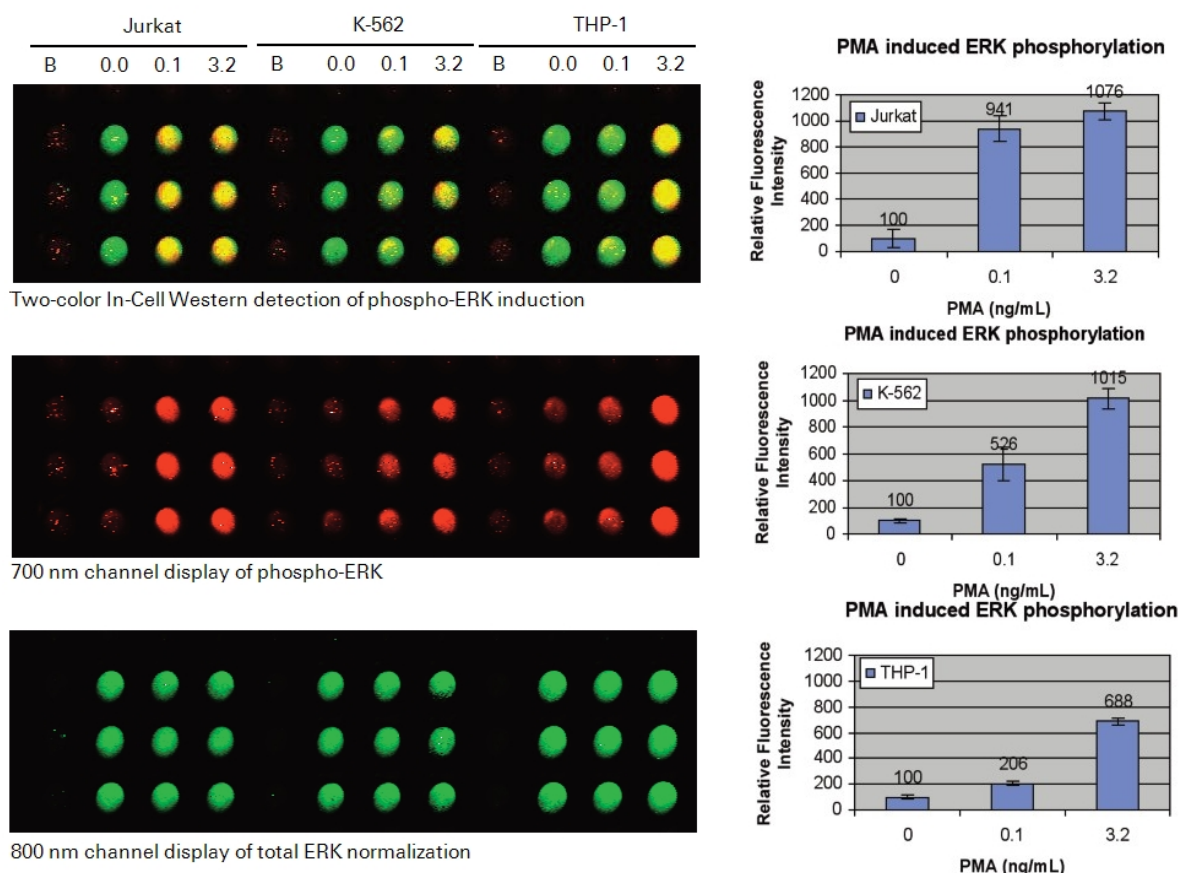 Jurkat K-562 THP-1
B 0.0 0.1 3.2 B 0.0 0.1 3.2 B 0.0 0.1 3.2
Two-color In-Cell Western detection of phospho-ERK induction
700 nm channel display of phospho-ERK
800 nm channel display of total ERK normalization
PMA induced ERK phosphorylation
Relative Fluorescence
Intensity
1200
1000
800
600
400
200
0
Jurkat
100
941
1076
0 0.1 3.2
PMA (ng/mL)
PMA induced ERK phosphorylation
Relative Fluorescence
Intensity
1200
1000
800
600
400
200
0
K-562
100
526
1015
0 0.1 3.2
PMA (ng/mL)
PMA induced ERK phosphorylation
Relative Fluorescence
Intensity
1200
1000
800
600
400
200
0
THP-1
100
206
688
0 0.1 3.2
PMA (ng/mL)